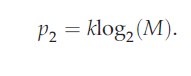 p₂ = klog₂(M).